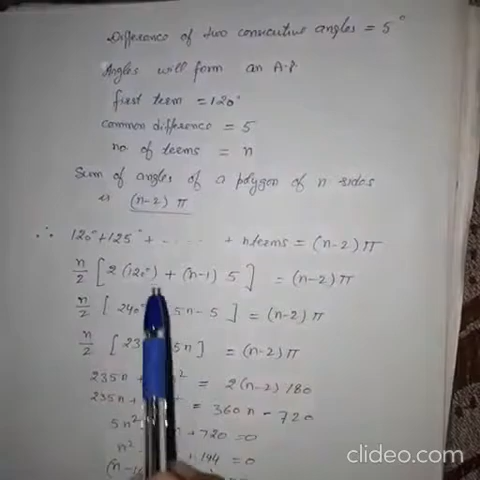 Difference of two consecutive angles = 5°
Angles will form an A.P
first term = 120°
common difference = 5
no of terms = n
Sum of angles of a polygon of n sides
is (n-2) π
∴ 120° + 125° + . . . . . + n terms = (n-2) π
n/2 [ 2 (120°) + (n-1) 5 ] = (n-2) π
n/2 [ 240° 5n - 5 ] = (n-2) π
n/2 [ 23 5n ] = (n-2) π
235n + 2 = 2(n-2) 180
235n + = 360n - 720
5n² n + 720 = 0
n² + 144 = 0
(n-
clideo.com